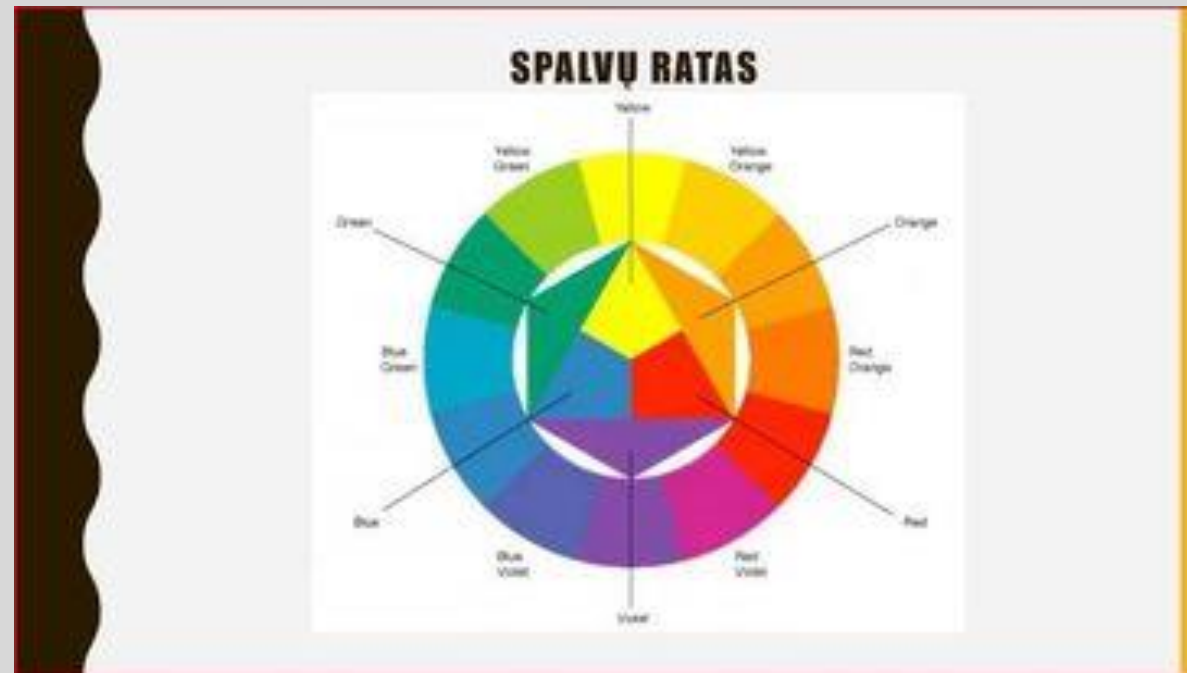 SPALVŲ RATAS
Yellow
Yellow
Green
Yellow
Orange
Green
Orange
Blue
Green
Red
Orange
Blue
Red
Blue
Violet
Red
Violet
Violet